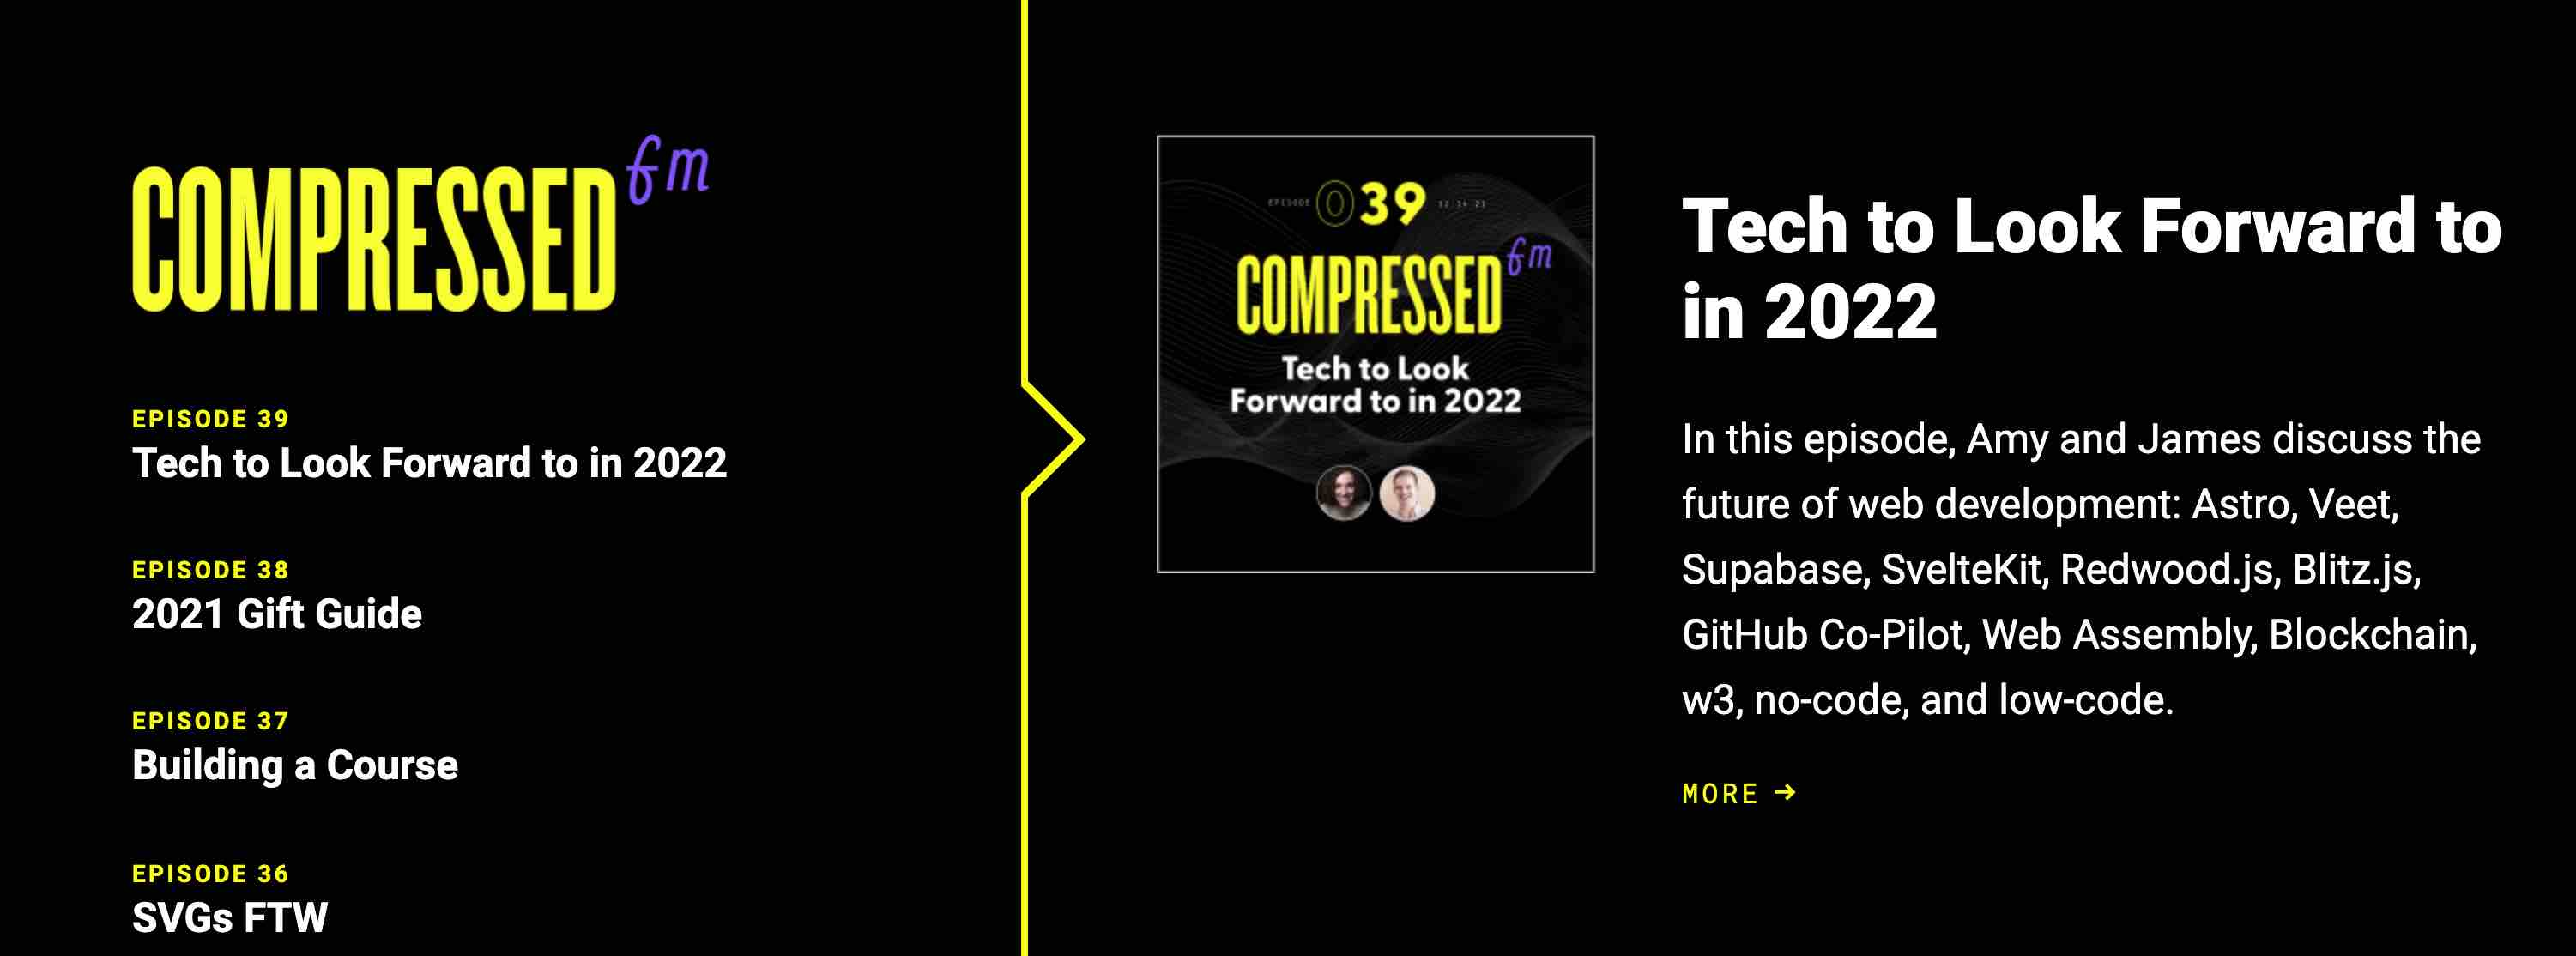 COMPRESSED fm
EPISODE 39
Tech to Look Forward to in 2022
EPISODE 38
2021 Gift Guide
EPISODE 37
Building a Course
EPISODE 36
SVGs FTW
EPISODE 039 12 14 21
COMPRESSED fm
Tech to Look
Forward to in 2022
Tech to Look Forward to
in 2022
In this episode, Amy and James discuss the
future of web development: Astro, Veet,
Supabase, SvelteKit, Redwood.js, Blitz.js,
GitHub Co-Pilot, Web Assembly, Blockchain,
w3, no-code, and low-code.
MORE →